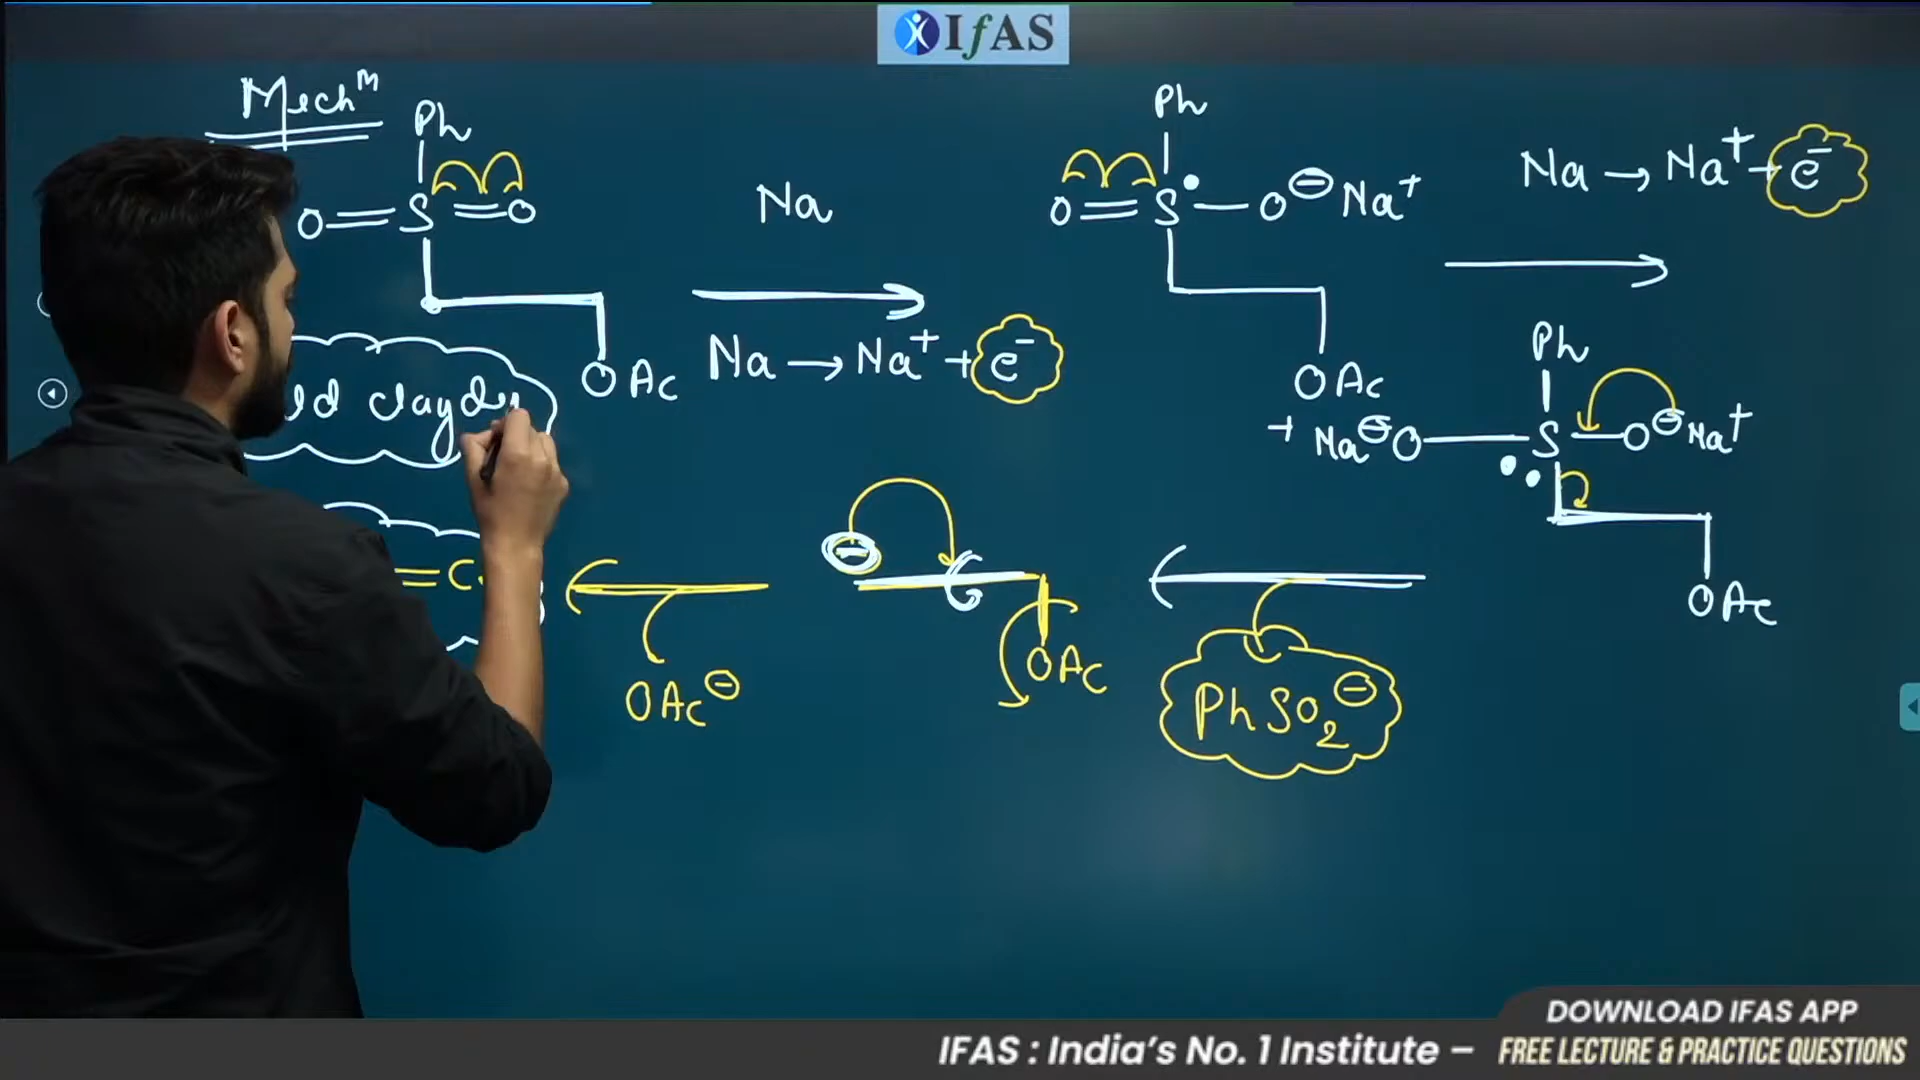 IfAS
Mechᵐ
Ph
O=S=O
OAc
Na
Na → Na⁺ + e⁻
Ph
O=S•–O⊖Na⁺
OAc
Na → Na⁺ + e⁻
Ph
+ Na⊖O–S–O⊖Na⁺
OAc
PhSO₂⊖
⊖
OAc
OAc⊖
=C
DOWNLOAD IFAS APP
IFAS : India's No. 1 Institute –
FREE LECTURE & PRACTICE QUESTIONS